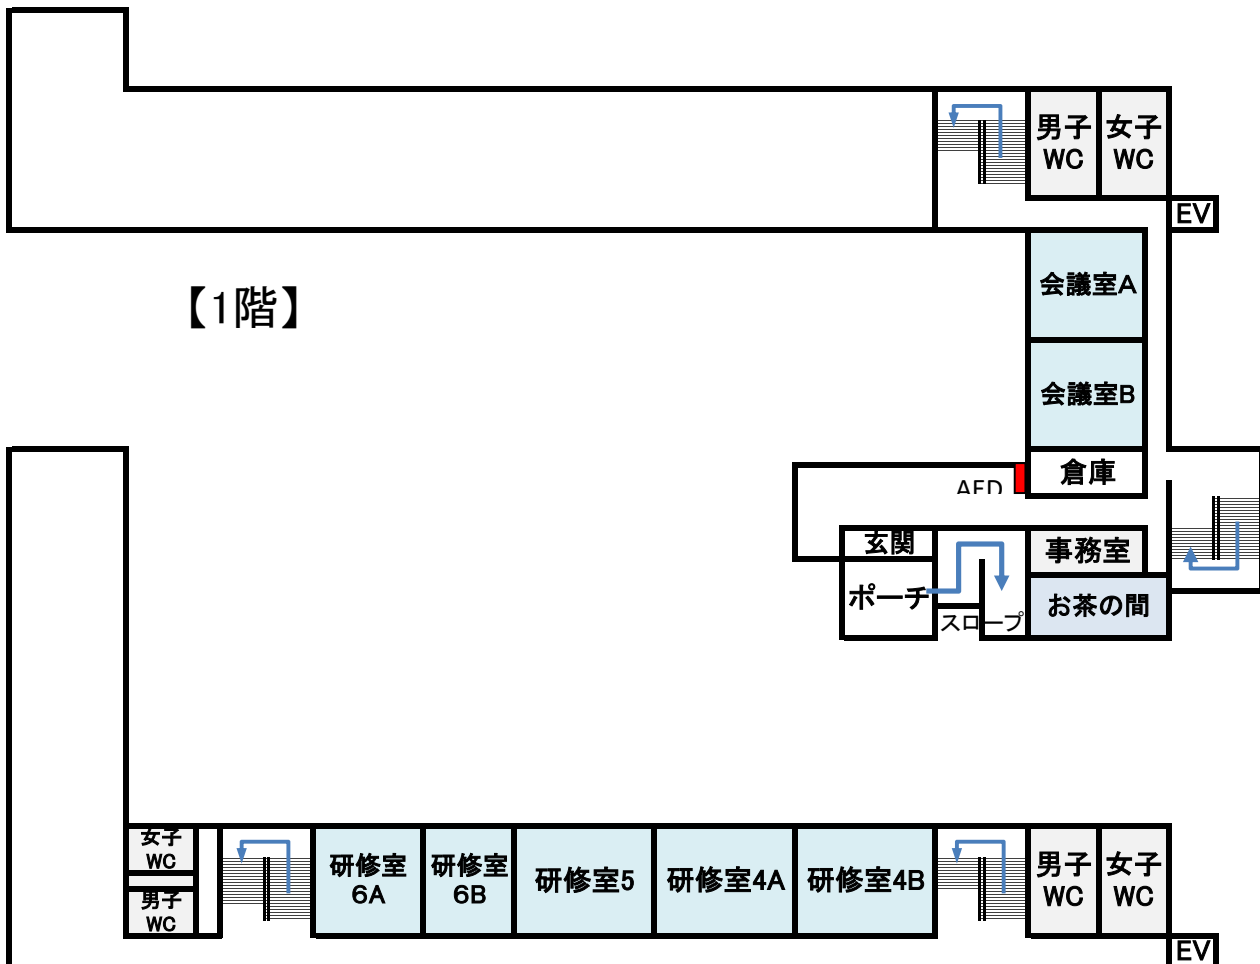 男子
WC
女子
WC
EV
会議室A
【1階】
会議室B
倉庫
AED
玄関
事務室
ポーチ
お茶の間
スロープ
女子
WC
男子
WC
研修室
6A
研修室
6B
研修室5
研修室4A
研修室4B
男子
WC
女子
WC
EV